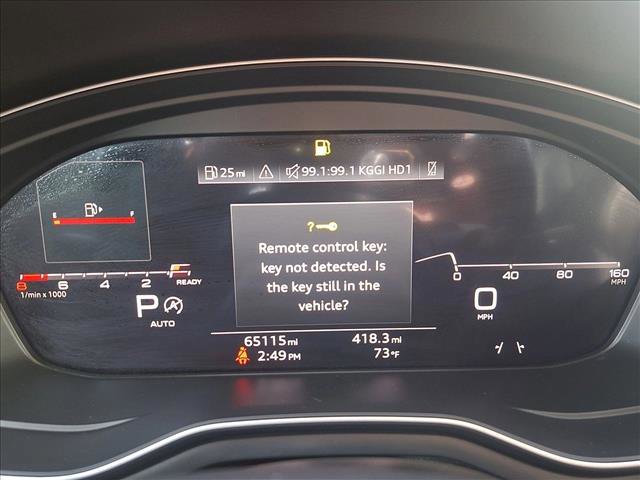 25 mi 99.1:99.1 KGGI HD1
E F
Remote control key:
key not detected. Is
the key still in the
vehicle?
8 6 4 2 READY
1/min x 1000
0 40 80 160
MPH
P A
AUTO
0
MPH
65115 mi 418.3 mi
2:49 PM 73°F